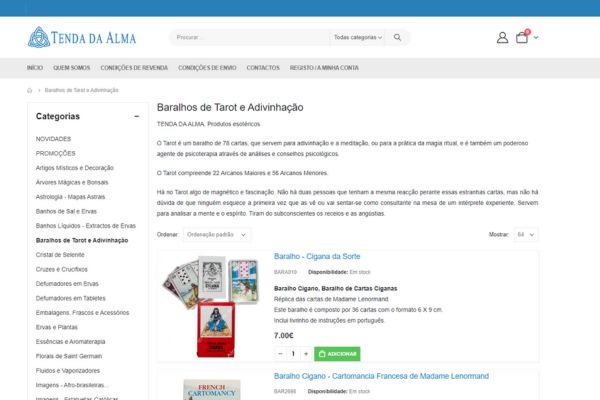 TENDA DA ALMA
Procurar...
Todas categorias
0
INÍCIO QUEM SOMOS CONDIÇÕES DE REVENDA CONDIÇÕES DE ENVIO CONTACTOS REGISTO / A MINHA CONTA
Baralhos de Tarot e Adivinhação
Categorias
NOVIDADES
PROMOÇÕES
Artigos Místicos e Decoração
Árvores Mágicas e Bonsais
Astrologia - Mapas Astrais
Banhos de Sal e Ervas
Banhos Líquidos - Extractos de Ervas
Baralhos de Tarot e Adivinhação
Cristal de Selenite
Cruzes e Crucifixos
Defumadores em Ervas
Defumadores em Tabletes
Embalagens, Frascos e Acessórios
Ervas e Plantas
Essências e Aromaterapia
Florais de Saint Germain
Fluidos e Vaporizadores
Imagens - Afro-brasileiras...
Imagens - Estatuetas Católicas
Baralhos de Tarot e Adivinhação
TENDA DA ALMA. Produtos esotéricos
O Tarot é um baralho de 78 cartas, que servem para adivinhação e a meditação, ou para a prática da magia ritual, e é também um poderoso
agente de psicoterapia através de análises e conselhos psicológicos.
O Tarot compreende 22 Arcanos Maiores e 56 Arcanos Menores.
Há no Tarot algo de magnético e fascinação. Não há duas pessoas que tenham a mesma reacção perante essas estranhas cartas, mas não há
dúvida de que ninguém esquece a primeira vez que as vê ou vai sentar-se como consultante na mesa de um intérprete experiente. Servem
para analisar a mente e o espírito. Tiram do subconscientes os receios e as angústias.
Ordenar: Ordenação padrão
Mostrar: 64
Baralho - Cigana da Sorte
BARA010 Disponibilidade: Em stock
Baralho Cigano, Baralho de Cartas Ciganas
Réplica das cartas de Madame Lenormand
Este baralho é composto por 36 cartas com o formato 6 X 9 cm.
Inclui livrinho de instruções em português.
7.00€
− 1 + ADICIONAR
CIGANA
Baralho Cigano - Cartomancia Francesa de Madame Lenormand
BAR2698 Disponibilidade: Em stock
FRENCH
CARTOMANCY